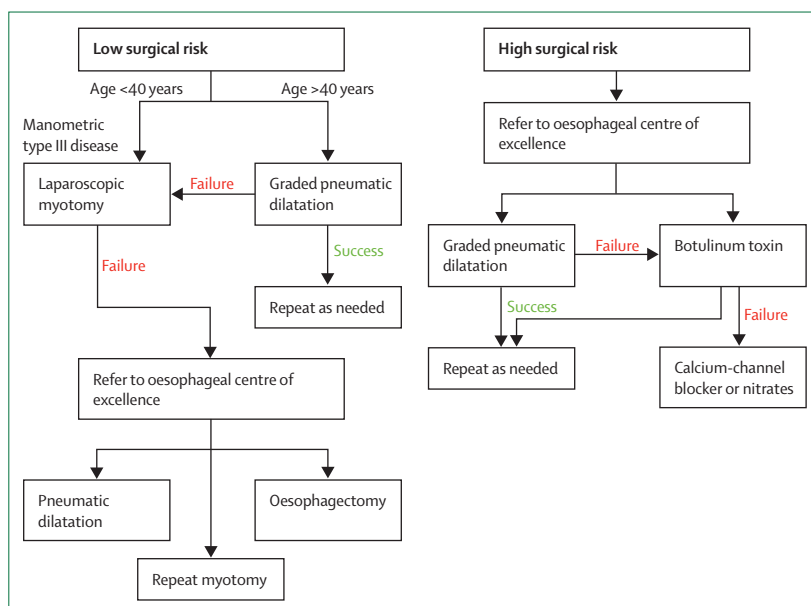 Low surgical risk
Age <40 years
Age >40 years
Manometric
type III disease
Laparoscopic
myotomy
Failure
Graded pneumatic
dilatation
Failure
Success
Repeat as needed
Refer to oesophageal centre of
excellence
Pneumatic
dilatation
Oesophagectomy
Repeat myotomy
High surgical risk
Refer to oesophageal centre of
excellence
Graded pneumatic
dilatation
Failure
Botulinum toxin
Success
Failure
Repeat as needed
Calcium-channel
blocker or nitrates